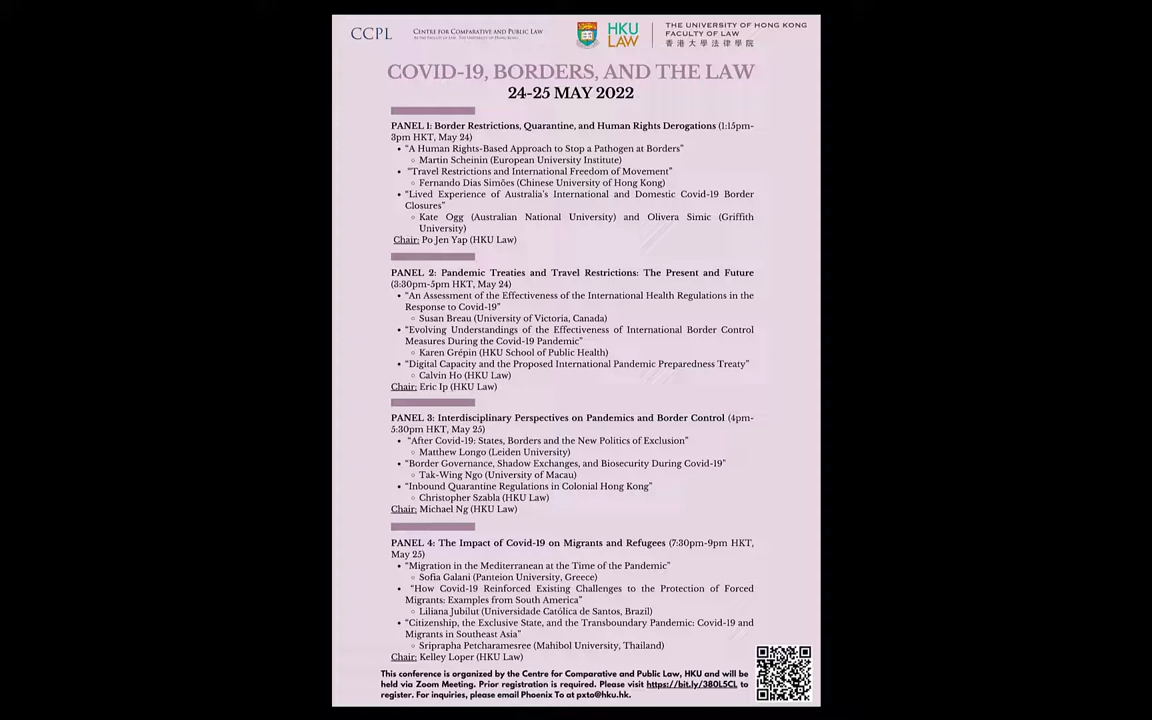 CCPL
CENTRE FOR COMPARATIVE AND PUBLIC LAW
AT THE FACULTY OF LAW, THE UNIVERSITY OF HONG KONG
HKU
LAW
THE UNIVERSITY OF HONG KONG
FACULTY OF LAW
香港大學法律學院
COVID-19, BORDERS, AND THE LAW
24-25 MAY 2022
PANEL 1: Border Restrictions, Quarantine, and Human Rights Derogations (1:15pm-
3pm HKT, May 24)
• “A Human Rights-Based Approach to Stop a Pathogen at Borders”
◦ Martin Scheinin (European University Institute)
• “Travel Restrictions and International Freedom of Movement”
◦ Fernando Dias Simões (Chinese University of Hong Kong)
• “Lived Experience of Australia’s International and Domestic Covid-19 Border
Closures”
◦ Kate Ogg (Australian National University) and Olivera Simic (Griffith
University)
Chair: Po Jen Yap (HKU Law)
PANEL 2: Pandemic Treaties and Travel Restrictions: The Present and Future
(3:30pm-5pm HKT, May 24)
• “An Assessment of the Effectiveness of the International Health Regulations in the
Response to Covid-19”
◦ Susan Breau (University of Victoria, Canada)
• “Evolving Understandings of the Effectiveness of International Border Control
Measures During the Covid-19 Pandemic”
◦ Karen Grépin (HKU School of Public Health)
• “Digital Capacity and the Proposed International Pandemic Preparedness Treaty”
◦ Calvin Ho (HKU Law)
Chair: Eric Ip (HKU Law)
PANEL 3: Interdisciplinary Perspectives on Pandemics and Border Control (4pm-
5:30pm HKT, May 25)
• “After Covid-19: States, Borders and the New Politics of Exclusion”
◦ Matthew Longo (Leiden University)
• “Border Governance, Shadow Exchanges, and Biosecurity During Covid-19”
◦ Tak-Wing Ngo (University of Macau)
• “Inbound Quarantine Regulations in Colonial Hong Kong”
◦ Christopher Szabla (HKU Law)
Chair: Michael Ng (HKU Law)
PANEL 4: The Impact of Covid-19 on Migrants and Refugees (7:30pm-9pm HKT,
May 25)
• “Migration in the Mediterranean at the Time of the Pandemic”
◦ Sofia Galani (Panteion University, Greece)
• “How Covid-19 Reinforced Existing Challenges to the Protection of Forced
Migrants: Examples from South America”
◦ Liliana Jubilut (Universidade Católica de Santos, Brazil)
• “Citizenship, the Exclusive State, and the Transboundary Pandemic: Covid-19 and
Migrants in Southeast Asia”
◦ Sriprapha Petcharamesree (Mahibol University, Thailand)
Chair: Kelley Loper (HKU Law)
This conference is organized by the Centre for Comparative and Public Law, HKU and will be
held via Zoom Meeting. Prior registration is required. Please visit https://bit.ly/380L5CL to
register. For inquiries, please email Phoenix To at pxto@hku.hk.